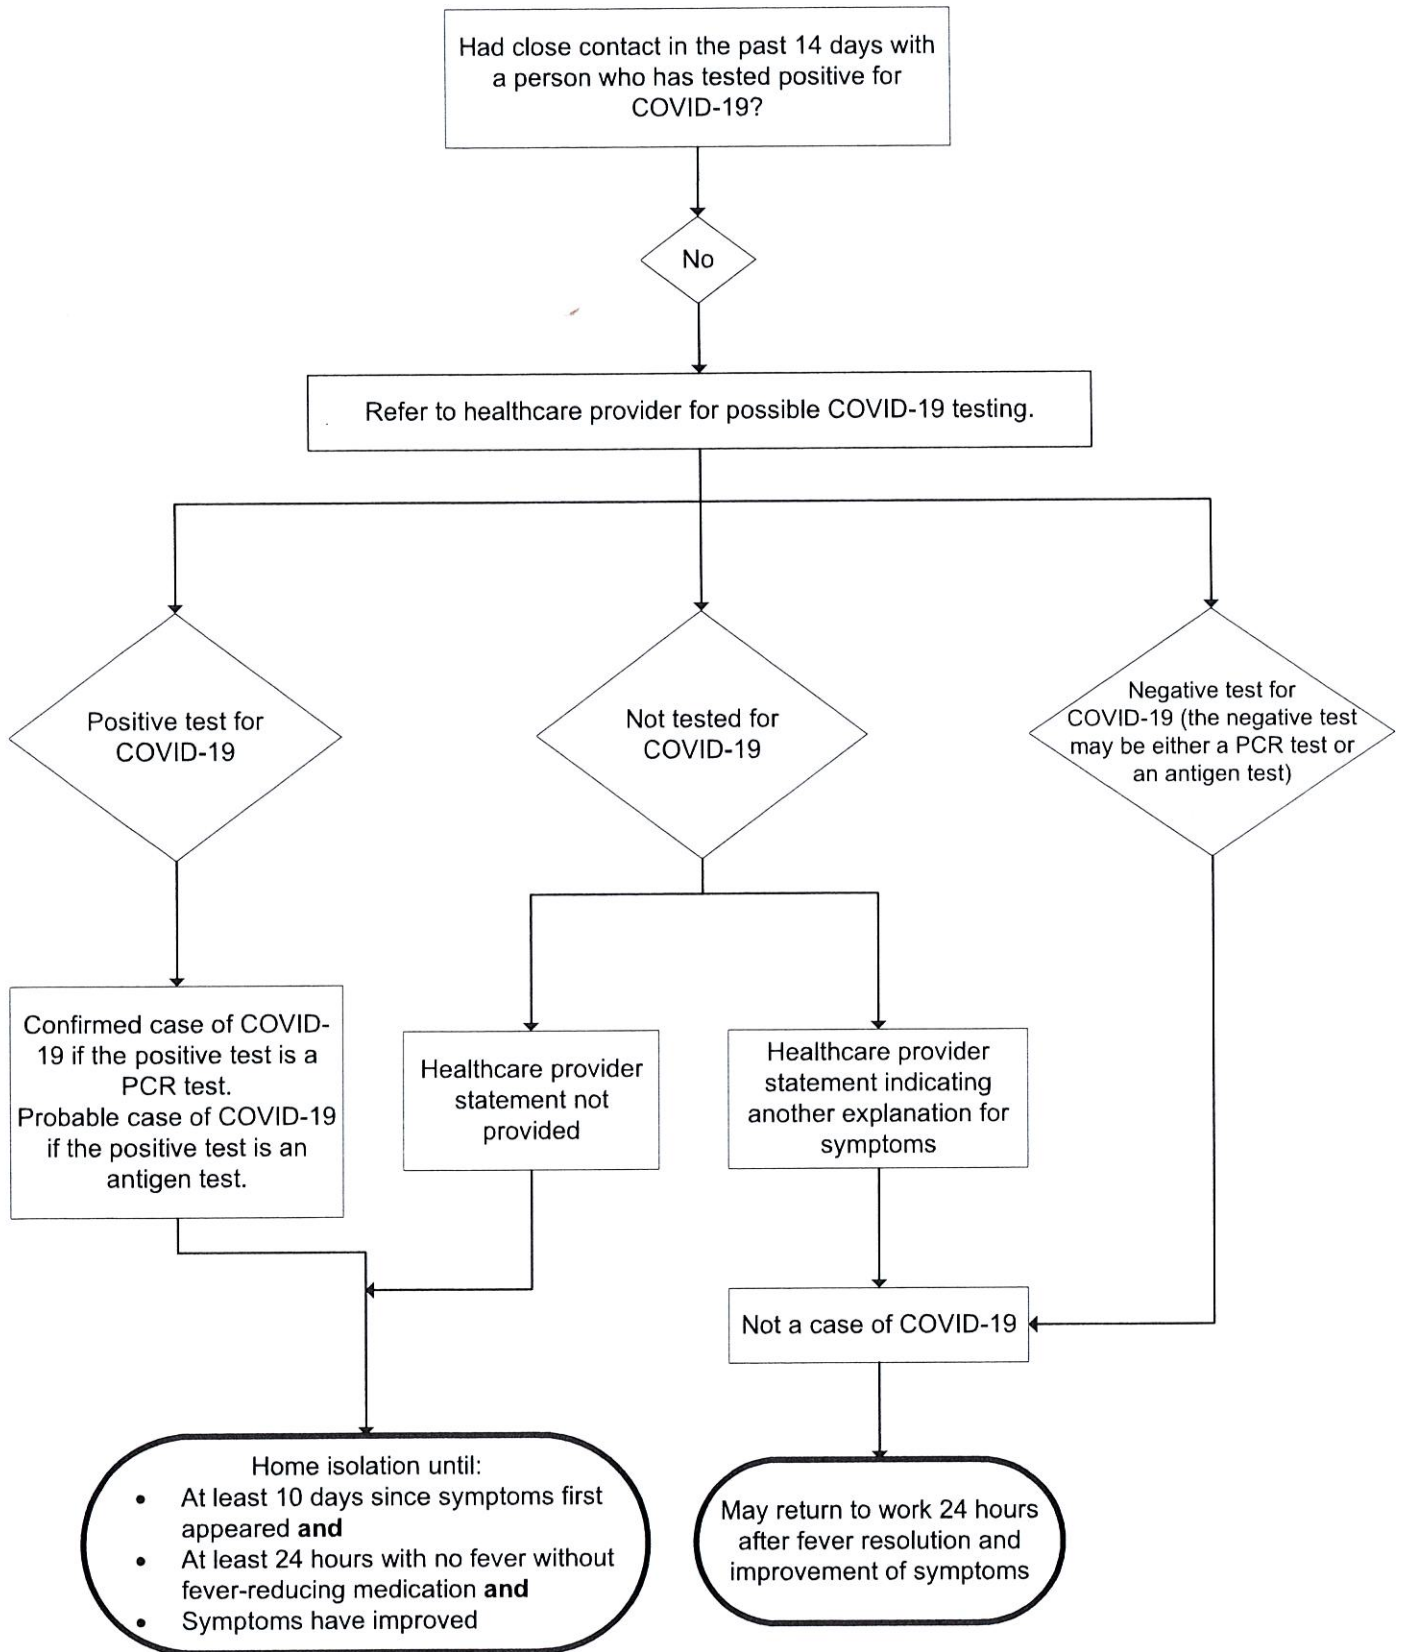 Had close contact in the past 14 days with
a person who has tested positive for
COVID-19?
No
Refer to healthcare provider for possible COVID-19 testing.
Positive test for
COVID-19
Not tested for
COVID-19
Negative test for
COVID-19 (the negative test
may be either a PCR test or
an antigen test)
Confirmed case of COVID-
19 if the positive test is a
PCR test.
Probable case of COVID-19
if the positive test is an
antigen test.
Healthcare provider
statement not
provided
Healthcare provider
statement indicating
another explanation for
symptoms
Not a case of COVID-19
Home isolation until:
• At least 10 days since symptoms first
appeared and
• At least 24 hours with no fever without
fever-reducing medication and
• Symptoms have improved
May return to work 24 hours
after fever resolution and
improvement of symptoms